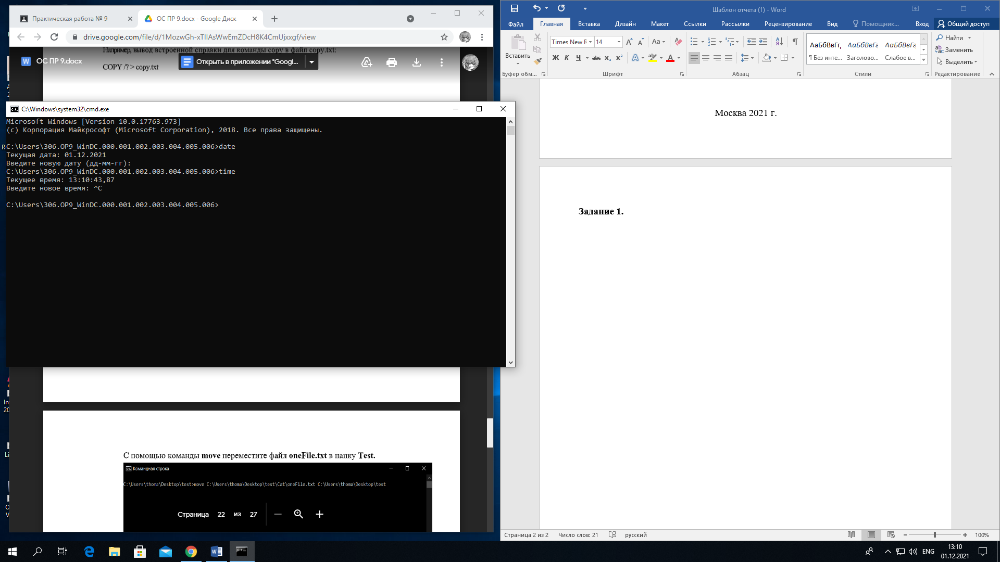 Практическая работа № 9
ОС ПР 9.docx - Google Диск
drive.google.com/file/d/1MozwGh-xTIIAsWwEmZDcH8K4CmUjxxgf/view
Например, вывод встроенной справки для команды copy в файл copy.txt:
ОС ПР 9.docx
Открыть в приложении "Googl...
COPY /? > copy.txt
C:\Windows\system32\cmd.exe
Microsoft Windows [Version 10.0.17763.973]
(c) Корпорация Майкрософт (Microsoft Corporation), 2018. Все права защищены.
C:\Users\306.OP9_WinDC.000.001.002.003.004.005.006>date
Текущая дата: 01.12.2021
Введите новую дату (дд-мм-гг):
C:\Users\306.OP9_WinDC.000.001.002.003.004.005.006>time
Текущее время: 13:10:43,87
Введите новое время: ^C
C:\Users\306.OP9_WinDC.000.001.002.003.004.005.006>
С помощью команды move переместите файл oneFile.txt в папку Test.
Командная строка
C:\Users\thoma\Desktop\test>move C:\Users\thoma\Desktop\test\Cat\oneFile.txt C:\Users\thoma\Desktop\test
Страница 22 из 27
Шаблон отчета (1) - Word
Файл Главная Вставка Дизайн Макет Ссылки Рассылки Рецензирование Вид Помощник... Вход Общий доступ
Вставить
Times New R 14 Aa
Ж К Ч abc x₂ x² A ab A
АаБбВвГг, АаБбВвГг АаБбВвГг
¶ Без инте... Заголово... Слабое в...
Найти
Заменить
Выделить
Буфер обм... Шрифт Абзац Стили Редактирование
Москва 2021 г.
Задание 1.
Страница 2 из 2 Число слов: 21 русский 100%
ENG
13:10
01.12.2021